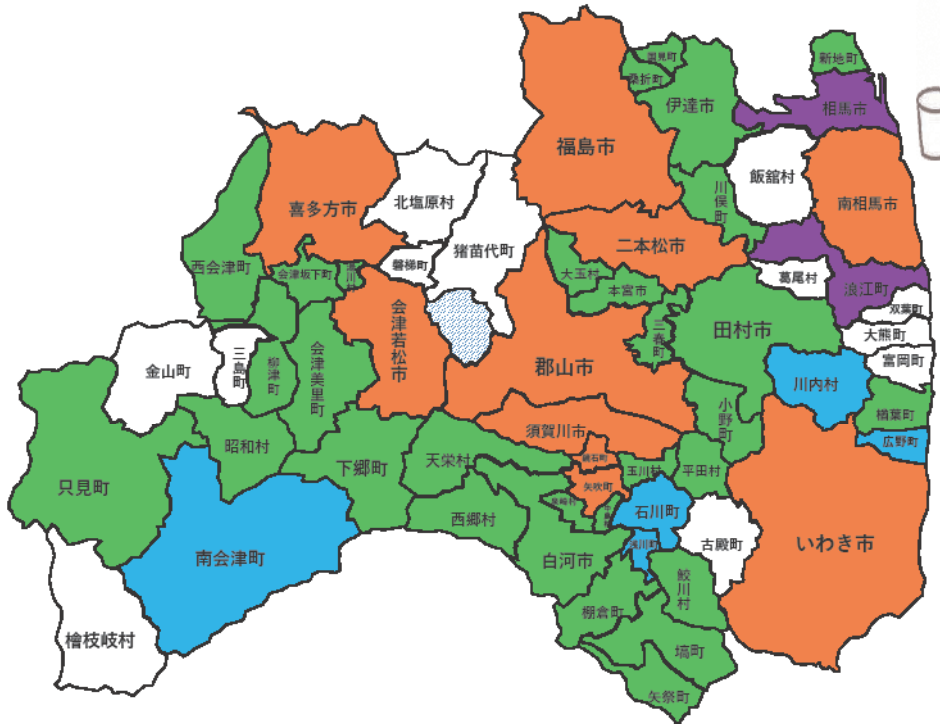 国見町
新地町
桑折町
伊達市
相馬市
福島市
飯舘村
川俣町
南相馬市
北塩原村
喜多方市
猪苗代町
二本松市
西会津町
会津坂下町
磐梯町
大玉村
葛尾村
浪江町
本宮市
双葉町
会津若松市
三春町
田村市
大熊町
三島町
柳津町
会津美里町
郡山市
富岡町
金山町
川内村
小野町
楢葉町
須賀川市
広野町
昭和村
下郷町
天栄村
鏡石町
玉川村
平田村
只見町
矢吹町
西郷村
石川町
いわき市
浅川町
古殿町
南会津町
白河市
鮫川村
棚倉町
檜枝岐村
塙町
矢祭町